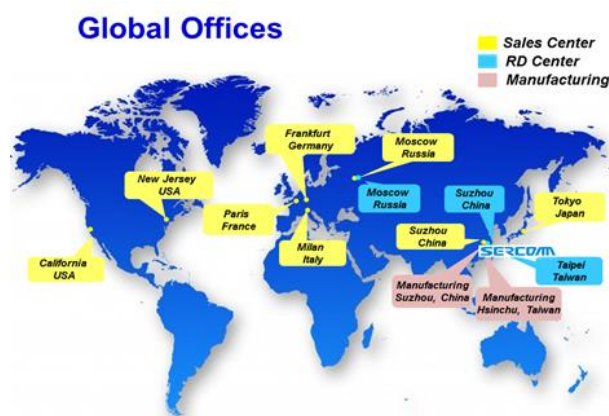 Global Offices
Sales Center
RD Center
Manufacturing
Frankfurt
Germany
Moscow
Russia
New Jersey
USA
Moscow
Russia
Suzhou
China
Paris
France
Tokyo
Japan
Suzhou
China
Milan
Italy
SERCOMM
California
USA
Taipei
Taiwan
Manufacturing
Suzhou, China
Manufacturing
Hsinchu, Taiwan